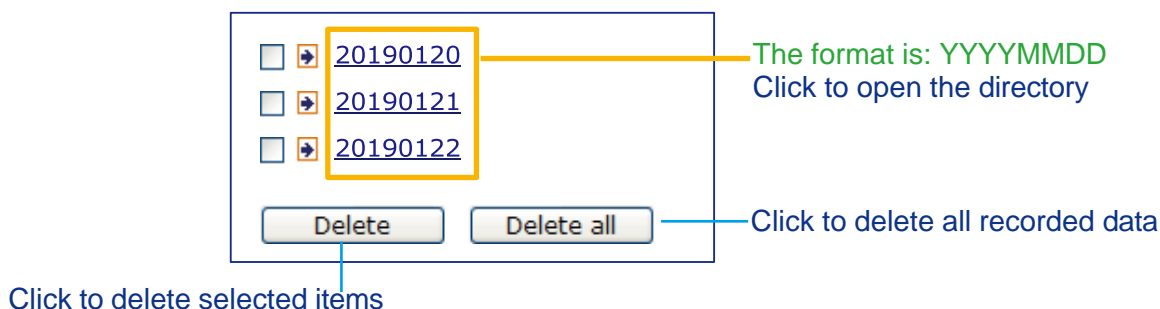 20190120
The format is: YYYYMMDD
Click to open the directory
20190121
20190122
Delete
Delete all
Click to delete all recorded data
Click to delete selected items